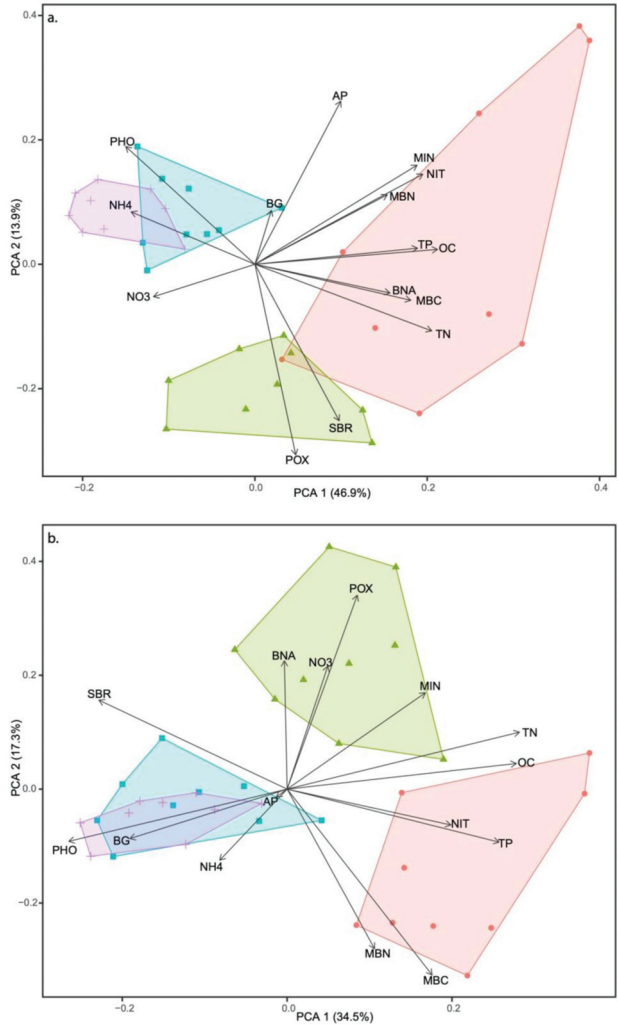 a.
0.4
0.2
0.0
−0.2
PCA 2 (13.9%)
AP
PHO
MIN
NIT
MBN
NH4
BG
TP
OC
NO3
BNA
MBC
TN
SBR
POX
−0.2
0.0
0.2
0.4
PCA 1 (46.9%)
b.
0.4
0.2
0.0
−0.2
PCA 2 (17.3%)
POX
BNA
NO3
MIN
SBR
TN
OC
AP
NIT
BG
PHO
TP
NH4
MBN
MBC
−0.2
0.0
0.2
PCA 1 (34.5%)